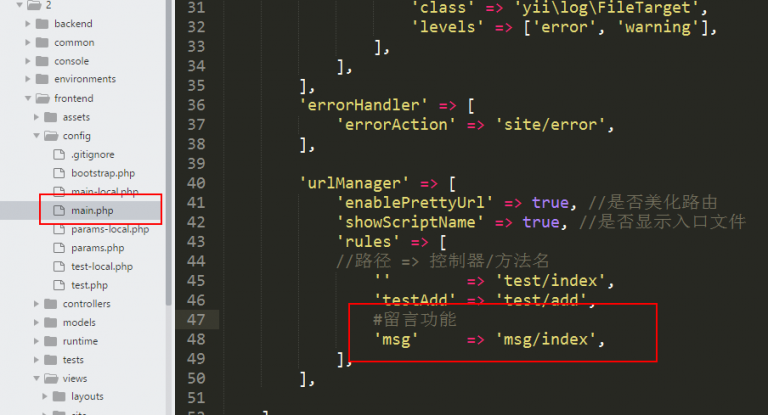 2
backend
common
console
environments
frontend
assets
config
.gitignore
bootstrap.php
main-local.php
main.php
params-local.php
params.php
test-local.php
test.php
controllers
models
runtime
tests
views
layouts
31 'class' => 'yii\log\FileTarget',
32 'levels' => ['error', 'warning'],
33 ],
34 ],
35 ],
36 'errorHandler' => [
37 'errorAction' => 'site/error',
38 ],
39
40 'urlManager' => [
41 'enablePrettyUrl' => true, //是否美化路由
42 'showScriptName' => true, //是否显示入口文件
43 'rules' => [
44 //路径 => 控制器/方法名
45 '' => 'test/index',
46 'testAdd' => 'test/add',
47 #留言功能
48 'msg' => 'msg/index',
49 ],
50 ],
51